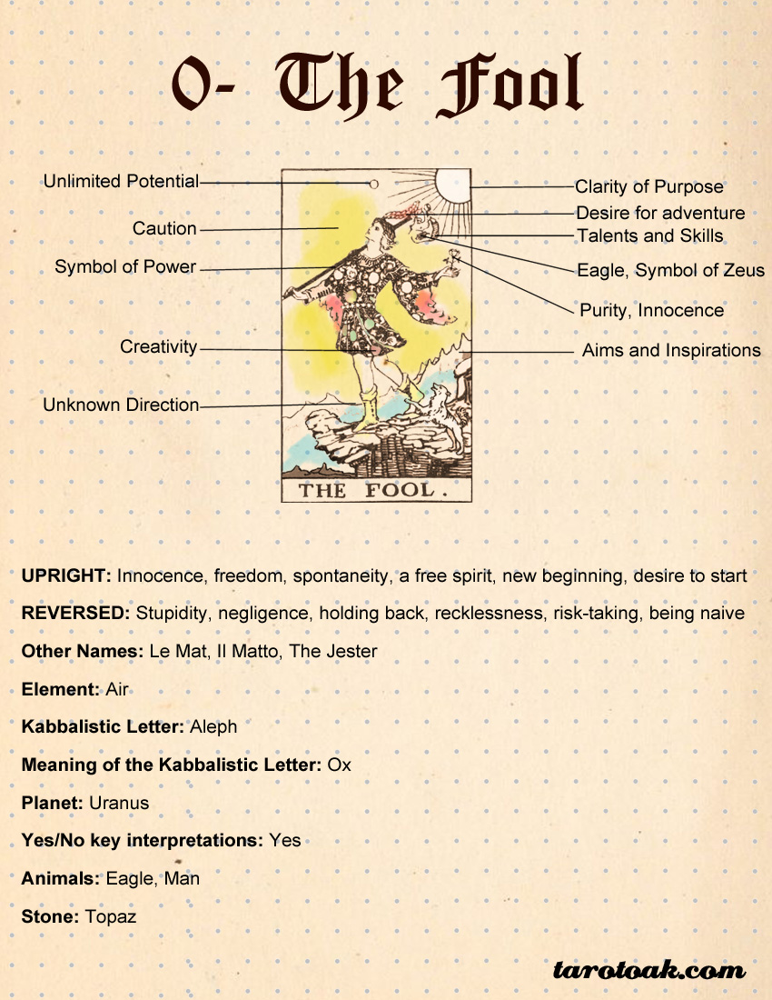 0- The Fool
Unlimited Potential
Caution
Symbol of Power
Creativity
Unknown Direction
Clarity of Purpose
Desire for adventure
Talents and Skills
Eagle, Symbol of Zeus
Purity, Innocence
Aims and Inspirations
THE FOOL.
UPRIGHT: Innocence, freedom, spontaneity, a free spirit, new beginning, desire to start
REVERSED: Stupidity, negligence, holding back, recklessness, risk-taking, being naive
Other Names: Le Mat, Il Matto, The Jester
Element: Air
Kabbalistic Letter: Aleph
Meaning of the Kabbalistic Letter: Ox
Planet: Uranus
Yes/No key interpretations: Yes
Animals: Eagle, Man
Stone: Topaz
tarotoak.com